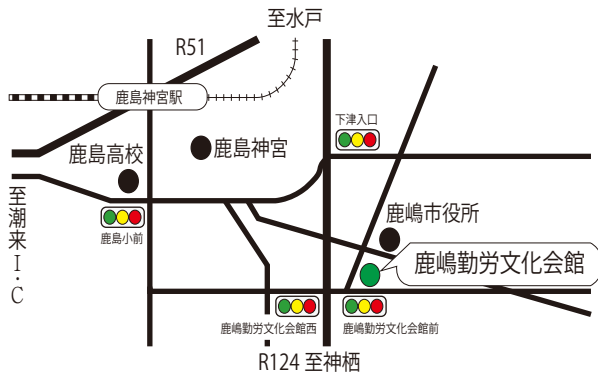 至水戸
R51
鹿島神宮駅
下津入口
鹿島高校
鹿島神宮
至潮来I・C
鹿島小前
鹿嶋市役所
鹿嶋勤労文化会館
鹿嶋勤労文化会館西
鹿嶋勤労文化会館前
R124 至神栖